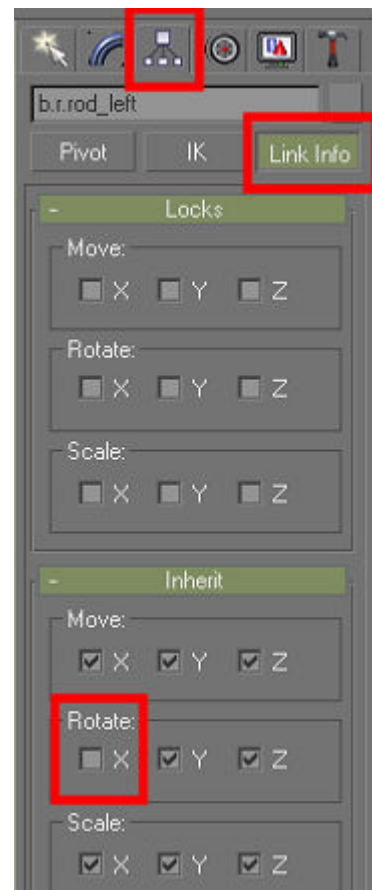 b.r.rod_left
Pivot IK Link Info
- Locks
Move:
X Y Z
Rotate:
X Y Z
Scale:
X Y Z
- Inherit
Move:
X Y Z
Rotate:
X Y Z
Scale:
X Y Z